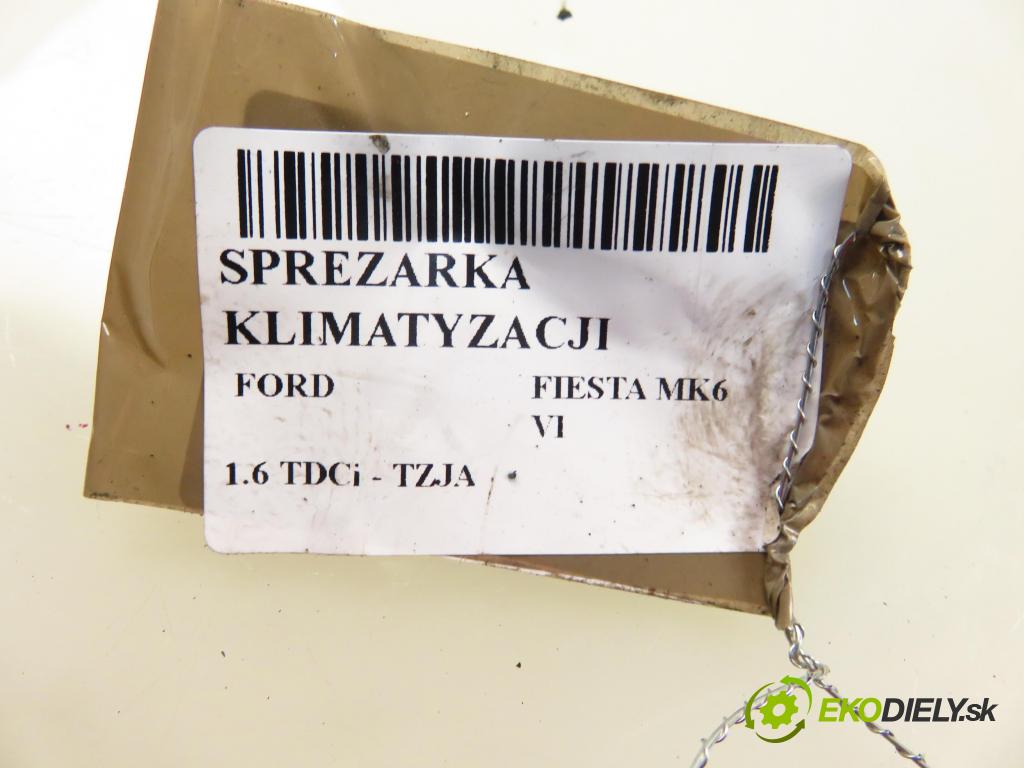 SPREZARKA
KLIMATYZACJI
FORD FIESTA MK6
VI
1.6 TDCi - TZJA
EKODIELY.sk